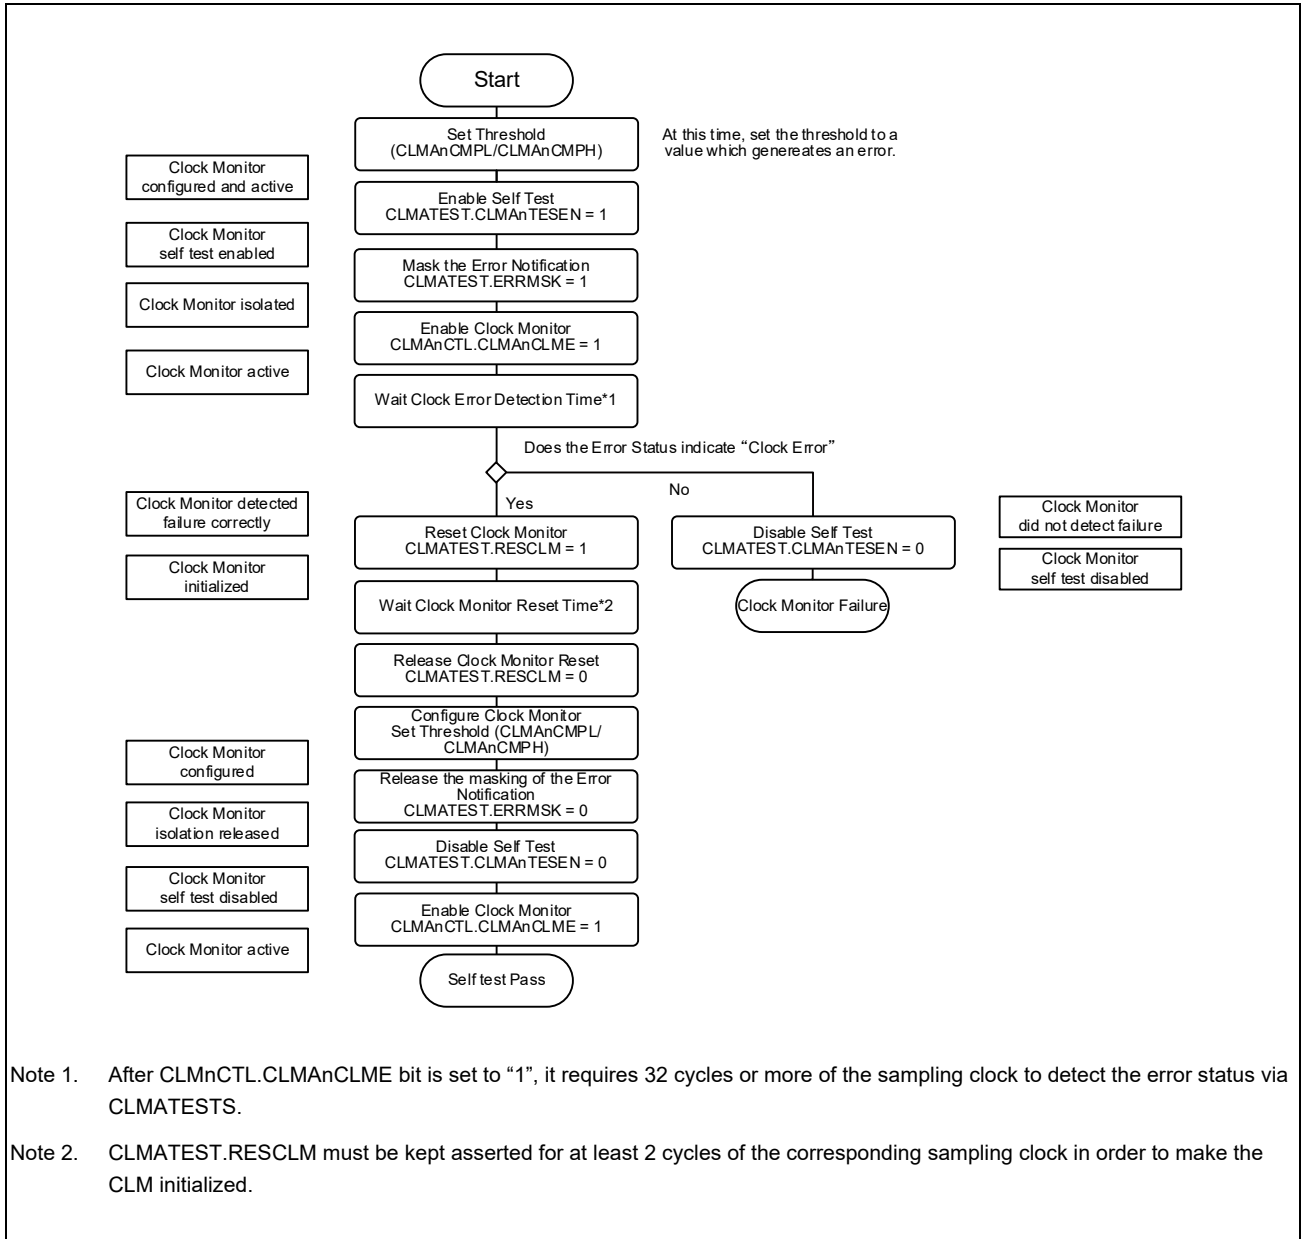 Start
Set Threshold
(CLMAnCMPL/CLMAnCMPH)
At this time, set the threshold to a
value which genereates an error.
Clock Monitor
configured and active
Enable Self Test
CLMATEST.CLMAnTESEN = 1
Clock Monitor
self test enabled
Mask the Error Notification
CLMATEST.ERRMSK = 1
Clock Monitor isolated
Enable Clock Monitor
CLMAnCTL.CLMAnCLME = 1
Clock Monitor active
Wait Clock Error Detection Time*1
Does the Error Status indicate “Clock Error”
No
Yes
Clock Monitor detected
failure correctly
Reset Clock Monitor
CLMATEST.RESCLM = 1
Disable Self Test
CLMATEST.CLMAnTESEN = 0
Clock Monitor
did not detect failure
Clock Monitor
initialized
Clock Monitor
self test disabled
Wait Clock Monitor Reset Time*2
Clock Monitor Failure
Release Clock Monitor Reset
CLMATEST.RESCLM = 0
Configure Clock Monitor
Set Threshold (CLMAnCMPL/
CLMAnCMPH)
Clock Monitor
configured
Release the masking of the Error
Notification
CLMATEST.ERRMSK = 0
Clock Monitor
isolation released
Disable Self Test
CLMATEST.CLMAnTESEN = 0
Clock Monitor
self test disabled
Enable Clock Monitor
CLMAnCTL.CLMAnCLME = 1
Clock Monitor active
Self test Pass
Note 1. After CLMnCTL.CLMAnCLME bit is set to “1”, it requires 32 cycles or more of the sampling clock to detect the error status via
CLMATESTS.
Note 2. CLMATEST.RESCLM must be kept asserted for at least 2 cycles of the corresponding sampling clock in order to make the
CLM initialized.